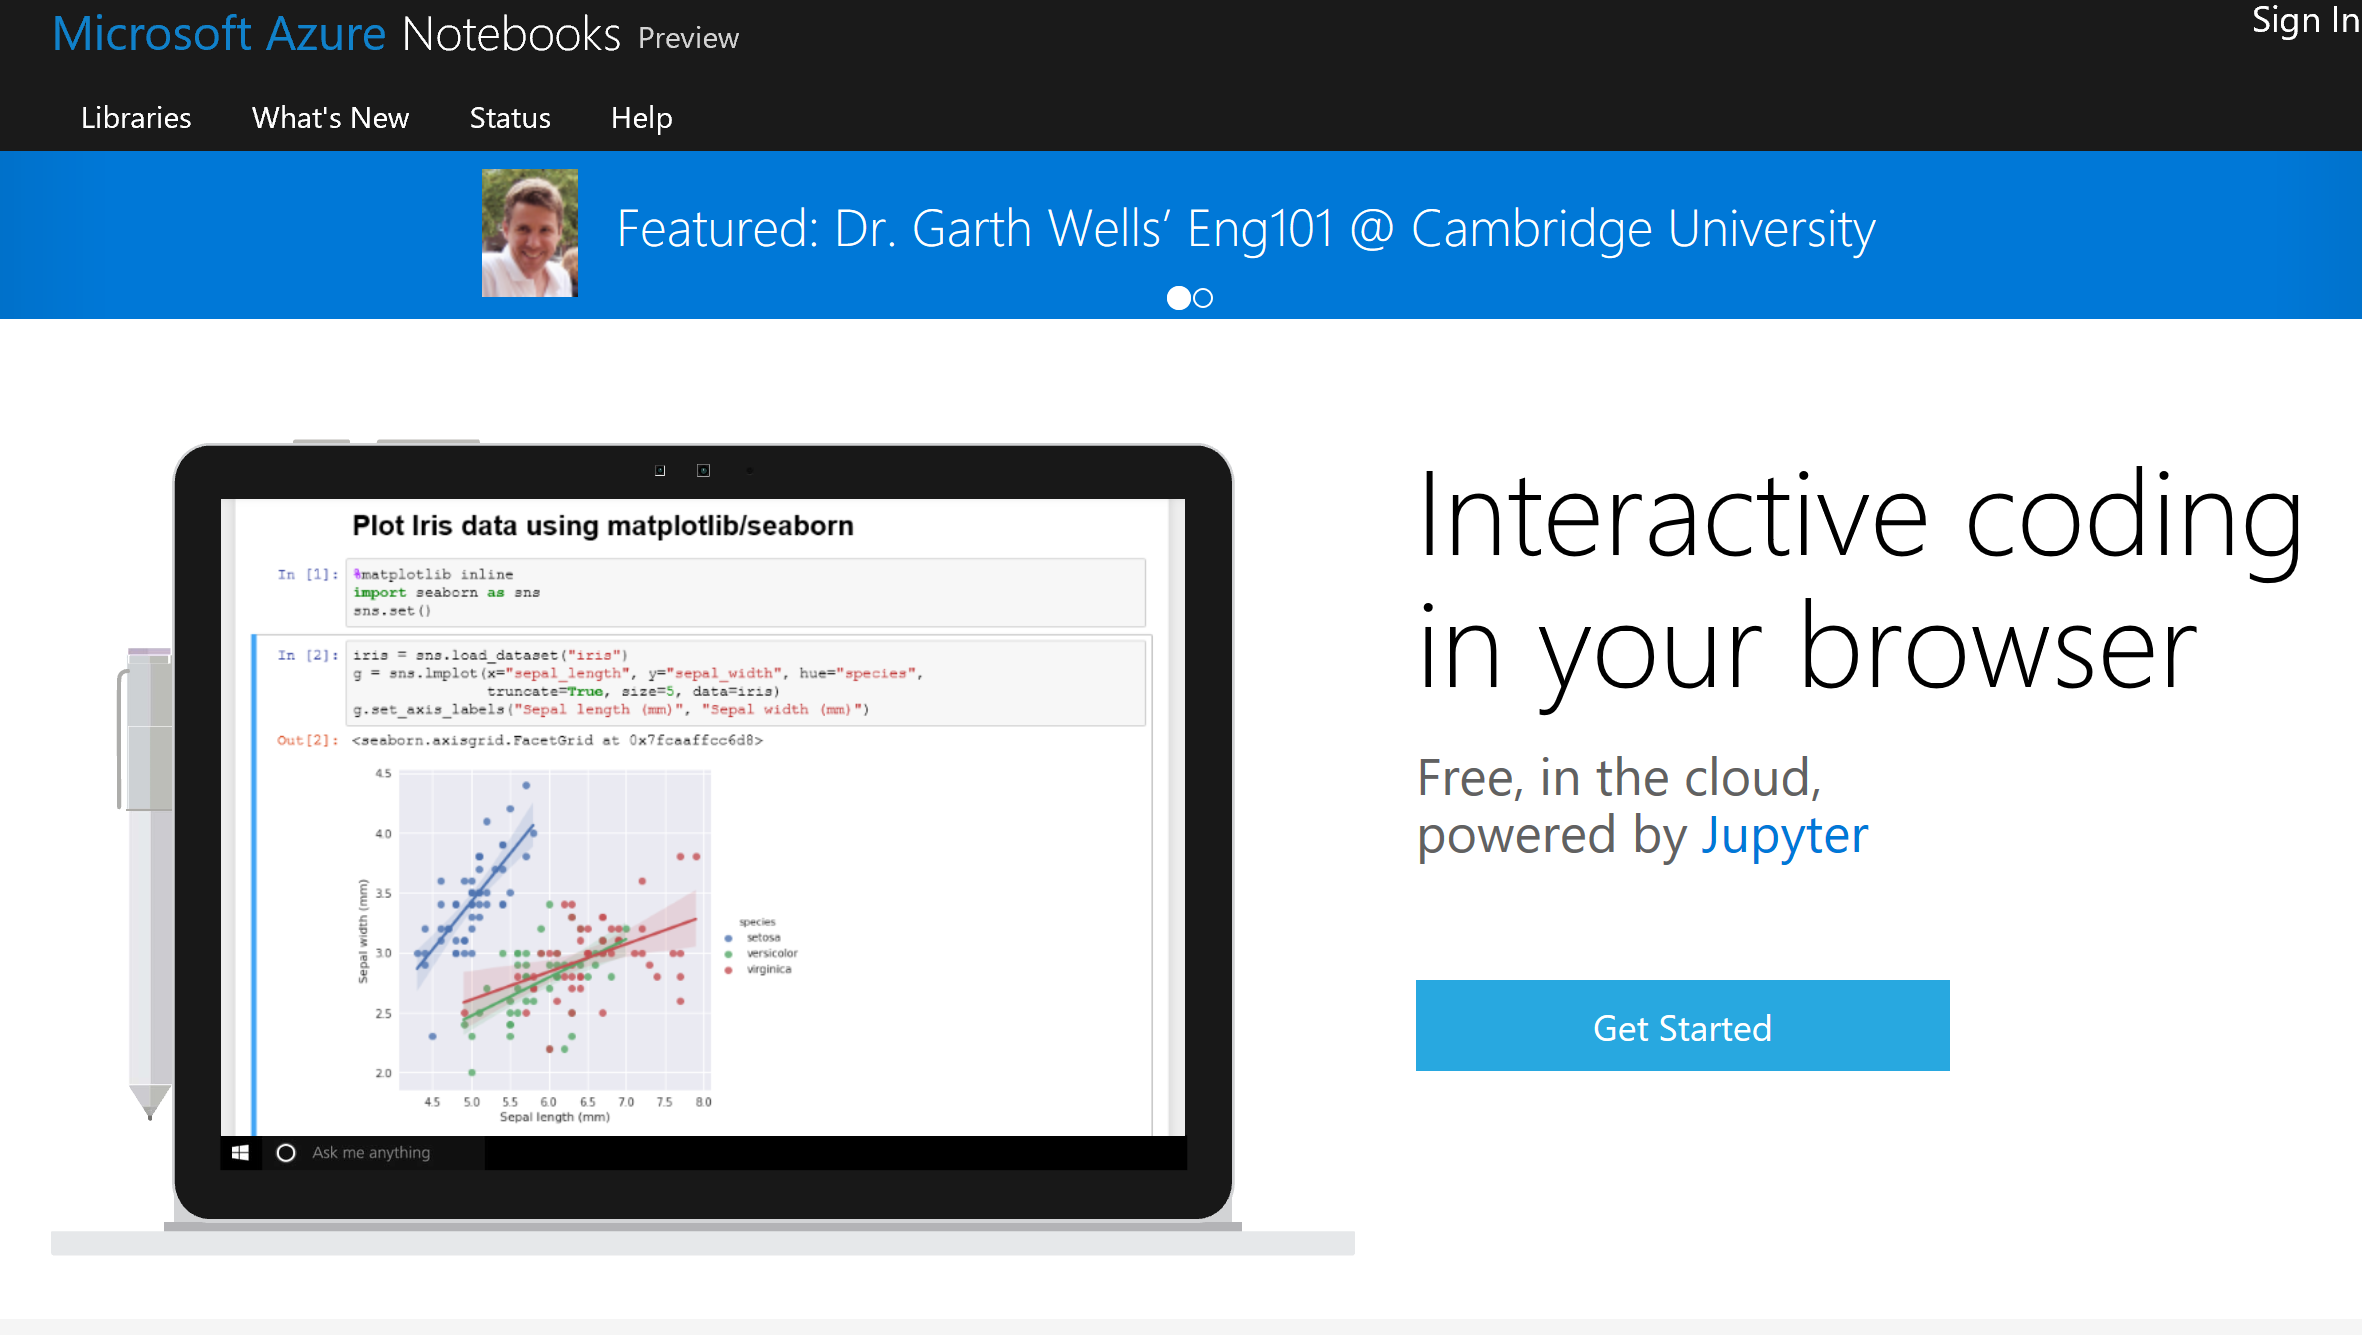 Microsoft Azure Notebooks Preview
Sign In
Libraries What's New Status Help
Featured: Dr. Garth Wells’ Eng101 @ Cambridge University
Plot Iris data using matplotlib/seaborn
In [1]: %matplotlib inline
import seaborn as sns
sns.set()
In [2]: iris = sns.load_dataset("iris")
g = sns.lmplot(x="sepal_length", y="sepal_width", hue="species",
truncate=True, size=5, data=iris)
g.set_axis_labels("Sepal length (mm)", "Sepal width (mm)")
Out[2]: <seaborn.axisgrid.FacetGrid at 0x7fcaaffcc6d8>
4.5
4.0
3.5
3.0
2.5
2.0
Sepal width (mm)
4.5 5.0 5.5 6.0 6.5 7.0 7.5 8.0
Sepal length (mm)
species
setosa
versicolor
virginica
Ask me anything
Interactive coding
in your browser
Free, in the cloud,
powered by Jupyter
Get Started